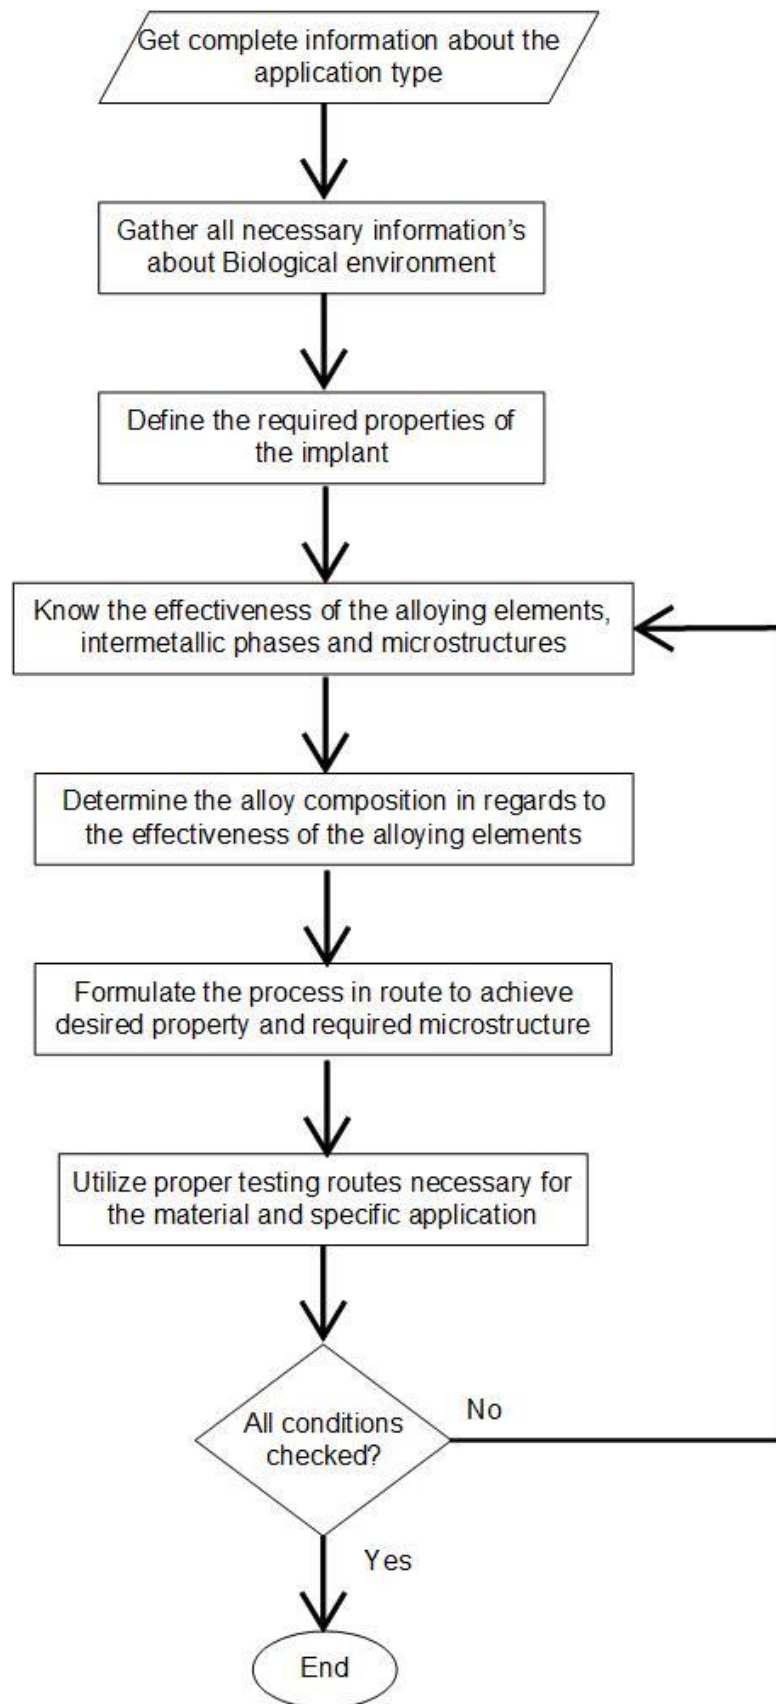 Get complete information about the
application type
Gather all necessary information's
about Biological environment
Define the required properties of
the implant
Know the effectiveness of the alloying elements,
intermetallic phases and microstructures
Determine the alloy composition in regards to
the effectiveness of the alloying elements
Formulate the process in route to achieve
desired property and required microstructure
Utilize proper testing routes necessary for
the material and specific application
All conditions
checked?
No
Yes
End